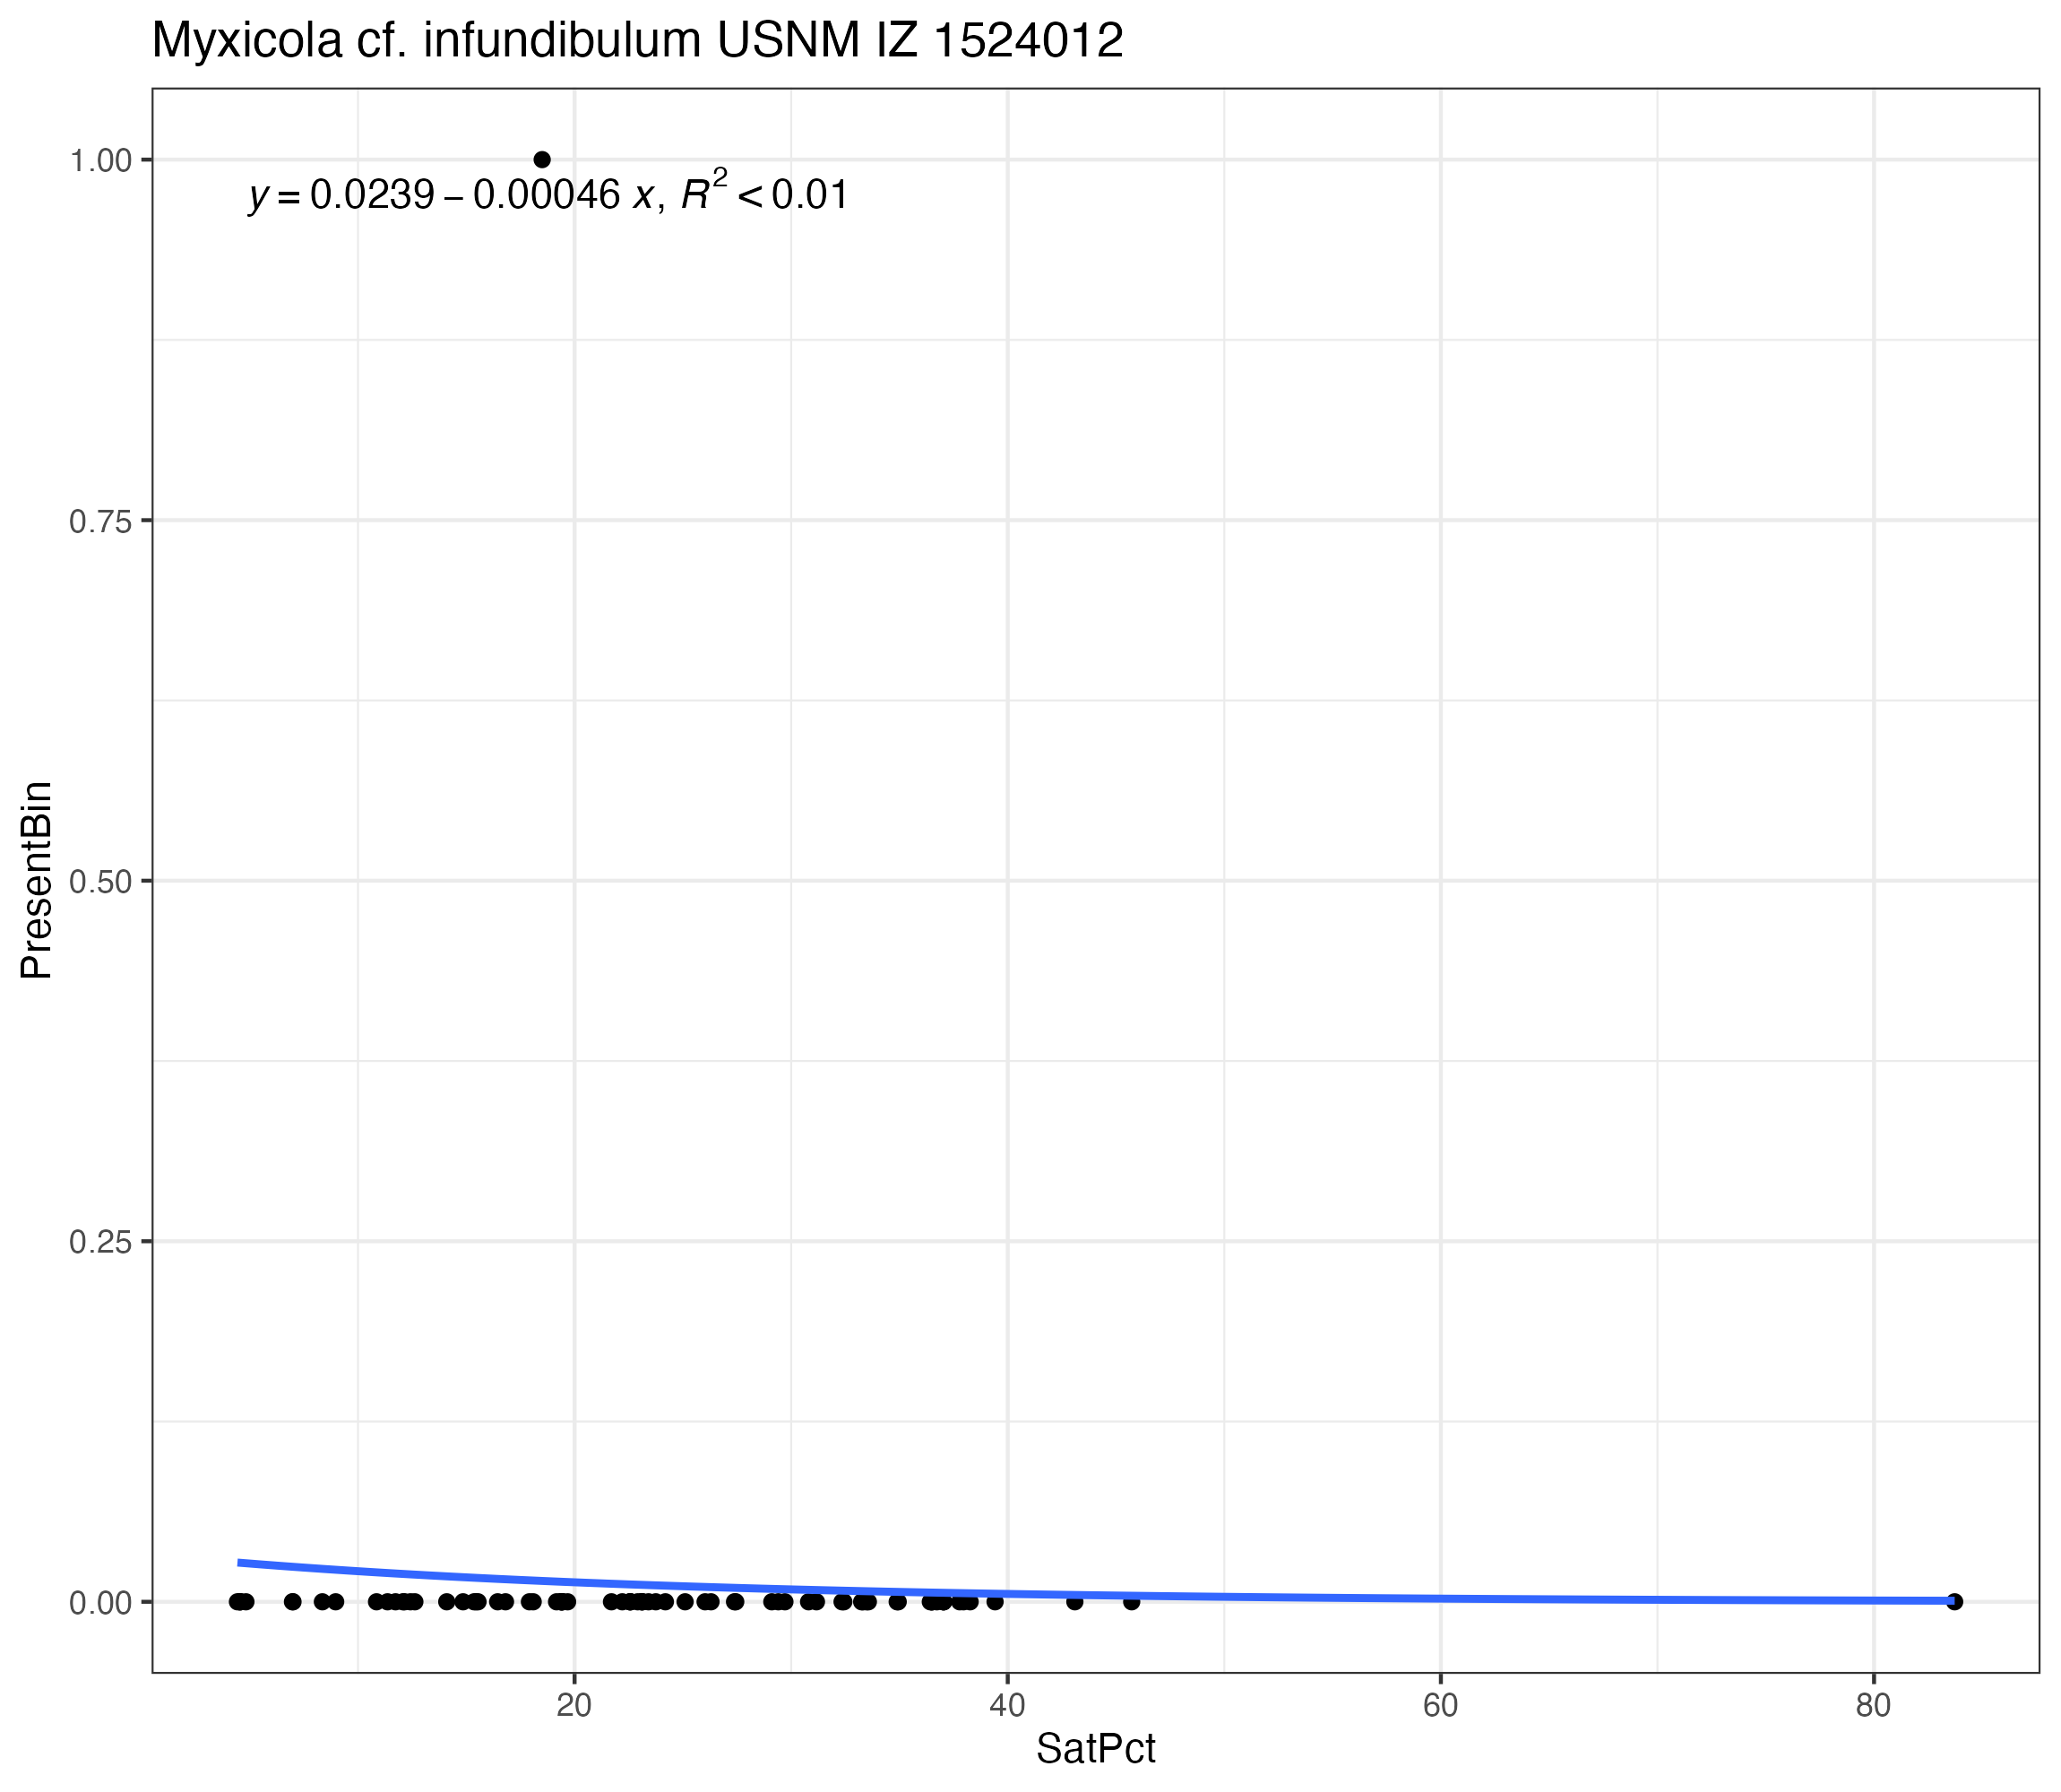 Myxicola cf. infundibulum USNM IZ 1524012
1.00
y = 0.0239 − 0.00046 x, R² < 0.01
0.75
0.50
0.25
0.00
PresentBin
20 40 60 80
SatPct